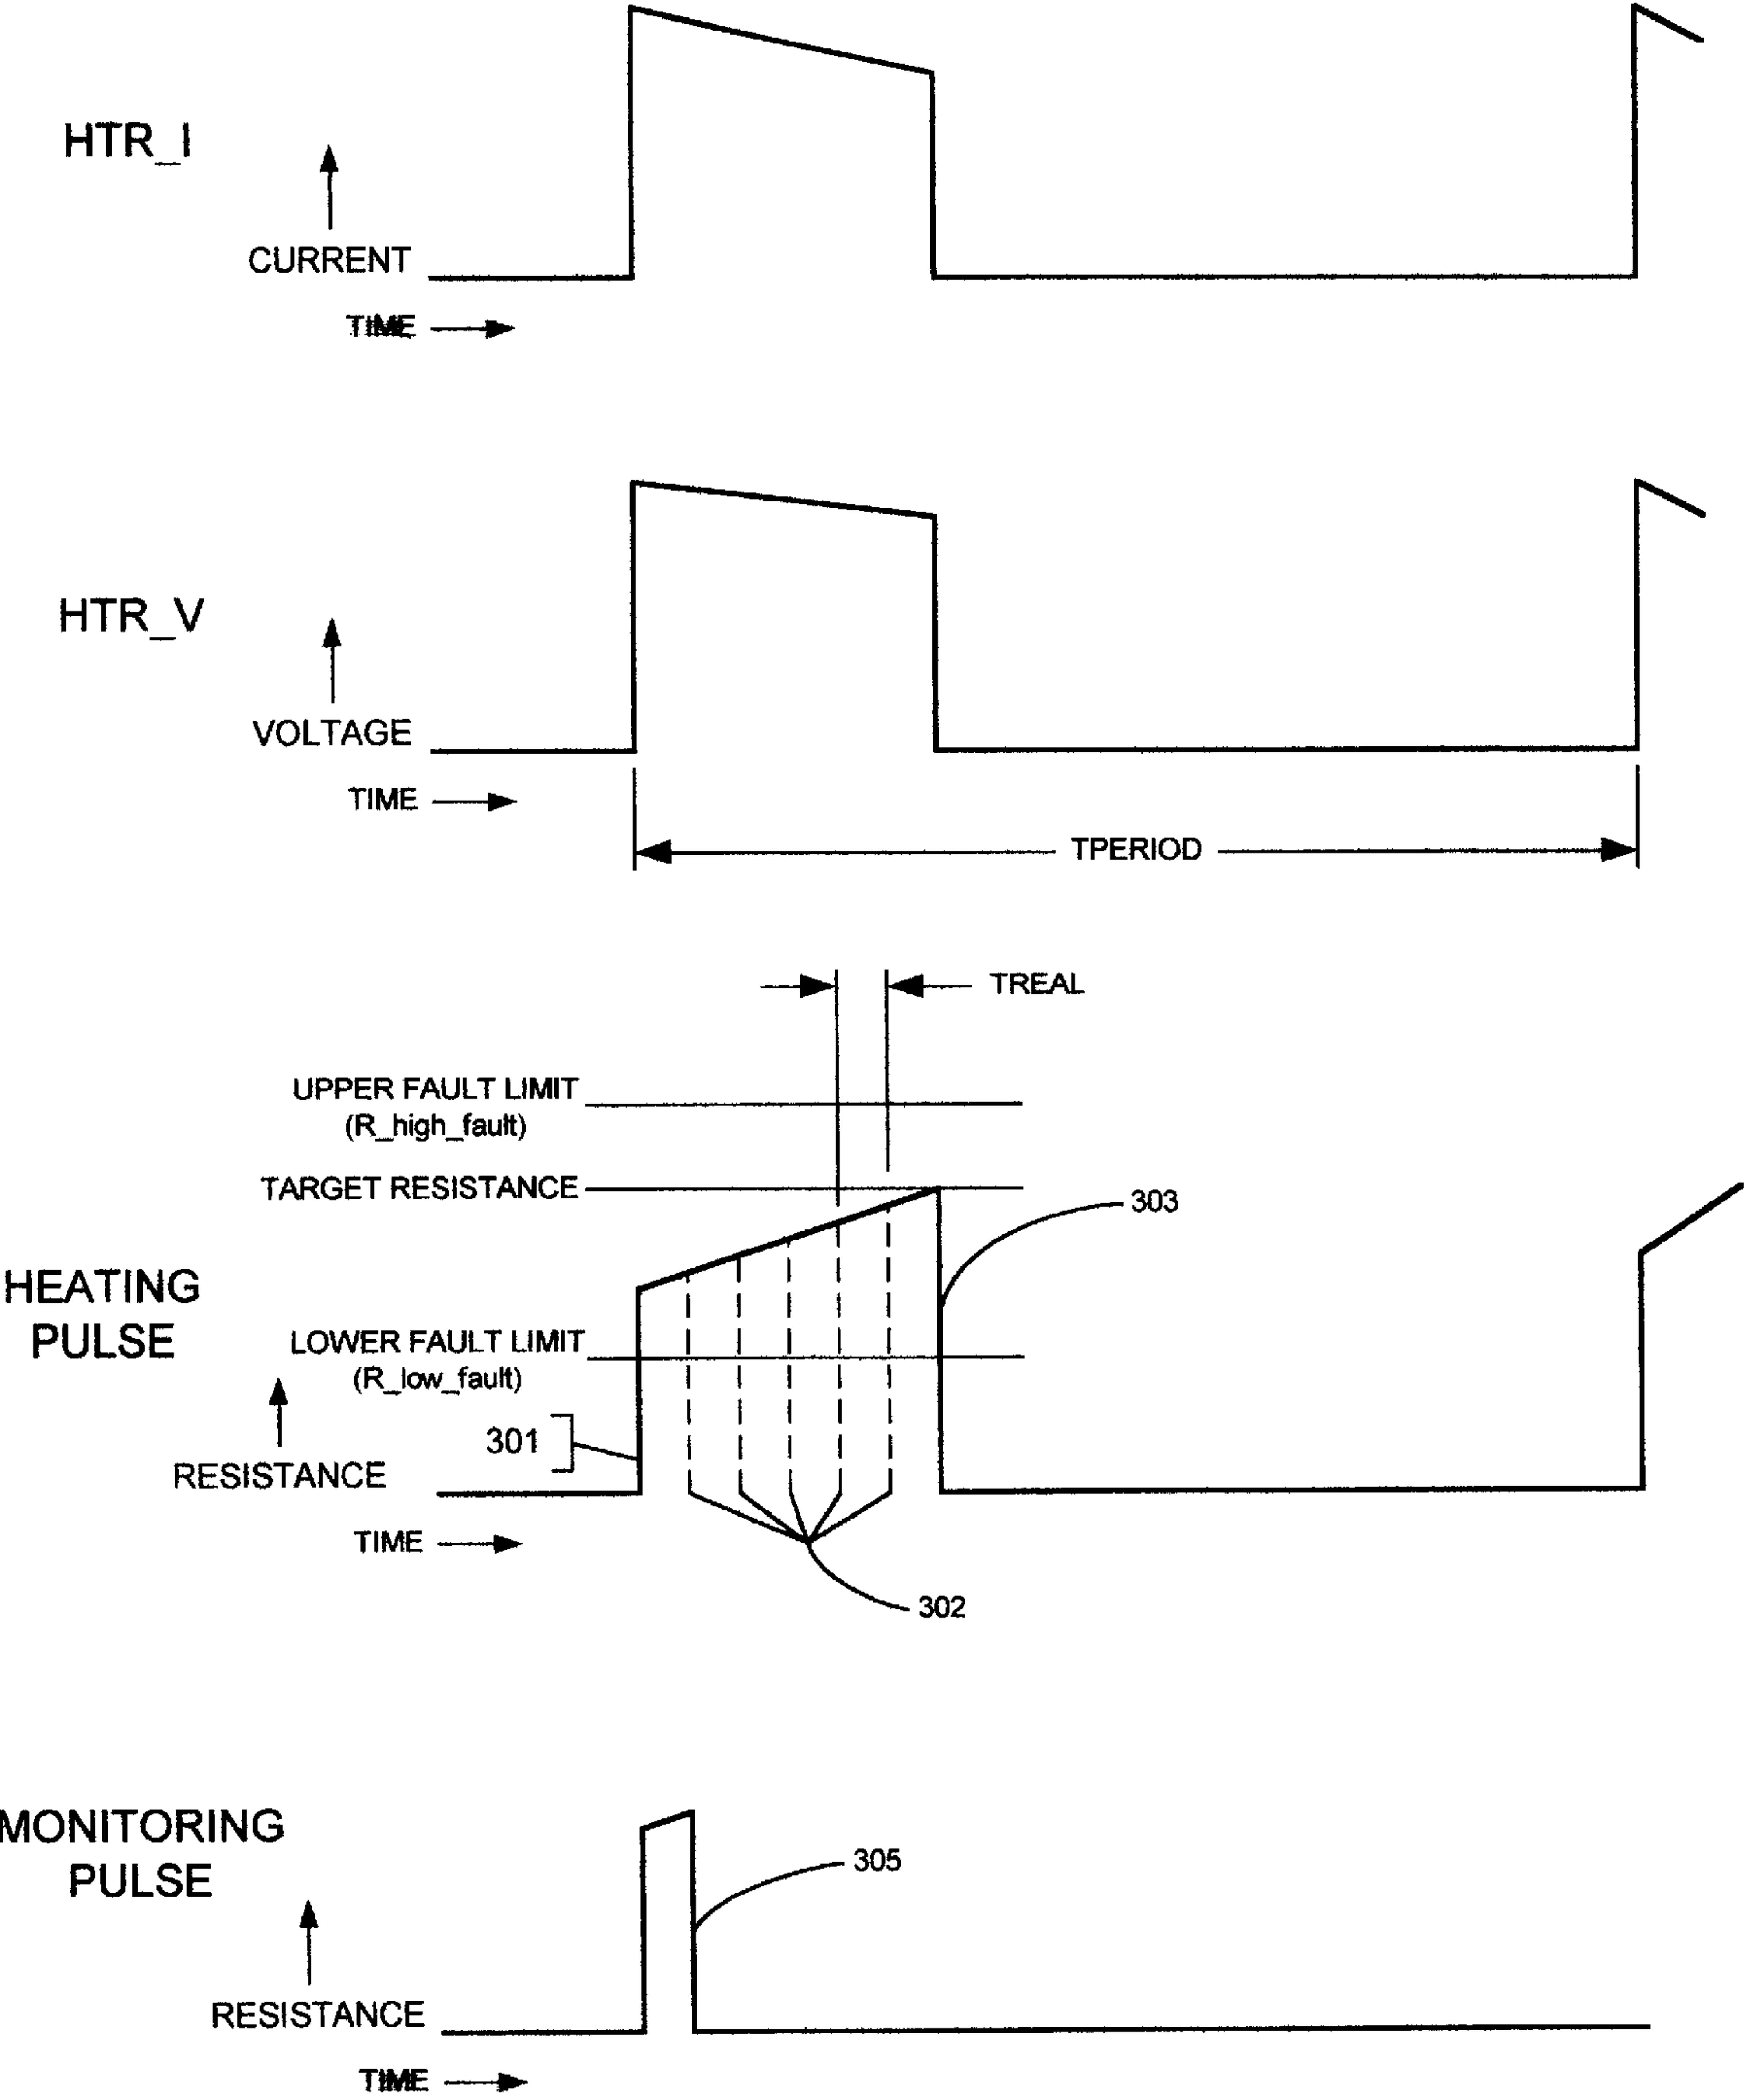 HTR_I
CURRENT
TIME
HTR_V
VOLTAGE
TIME
TPERIOD
TREAL
UPPER FAULT LIMIT
(R_high_fault)
TARGET RESISTANCE
303
HEATING
PULSE
LOWER FAULT LIMIT
(R_low_fault)
301
RESISTANCE
TIME
302
MONITORING
PULSE
305
RESISTANCE
TIME